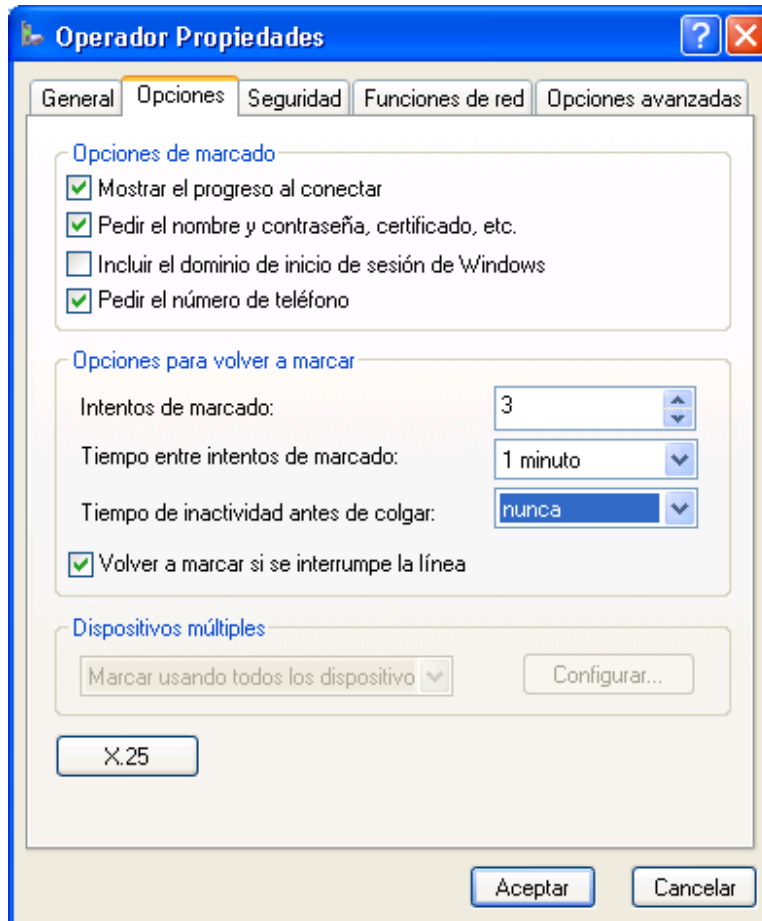 Operador Propiedades
General Opciones Seguridad Funciones de red Opciones avanzadas
Opciones de marcado
Mostrar el progreso al conectar
Pedir el nombre y contraseña, certificado, etc.
Incluir el dominio de inicio de sesión de Windows
Pedir el número de teléfono
Opciones para volver a marcar
Intentos de marcado: 3
Tiempo entre intentos de marcado: 1 minuto
Tiempo de inactividad antes de colgar: nunca
Volver a marcar si se interrumpe la línea
Dispositivos múltiples
Marcar usando todos los dispositivo Configurar...
X.25
Aceptar Cancelar